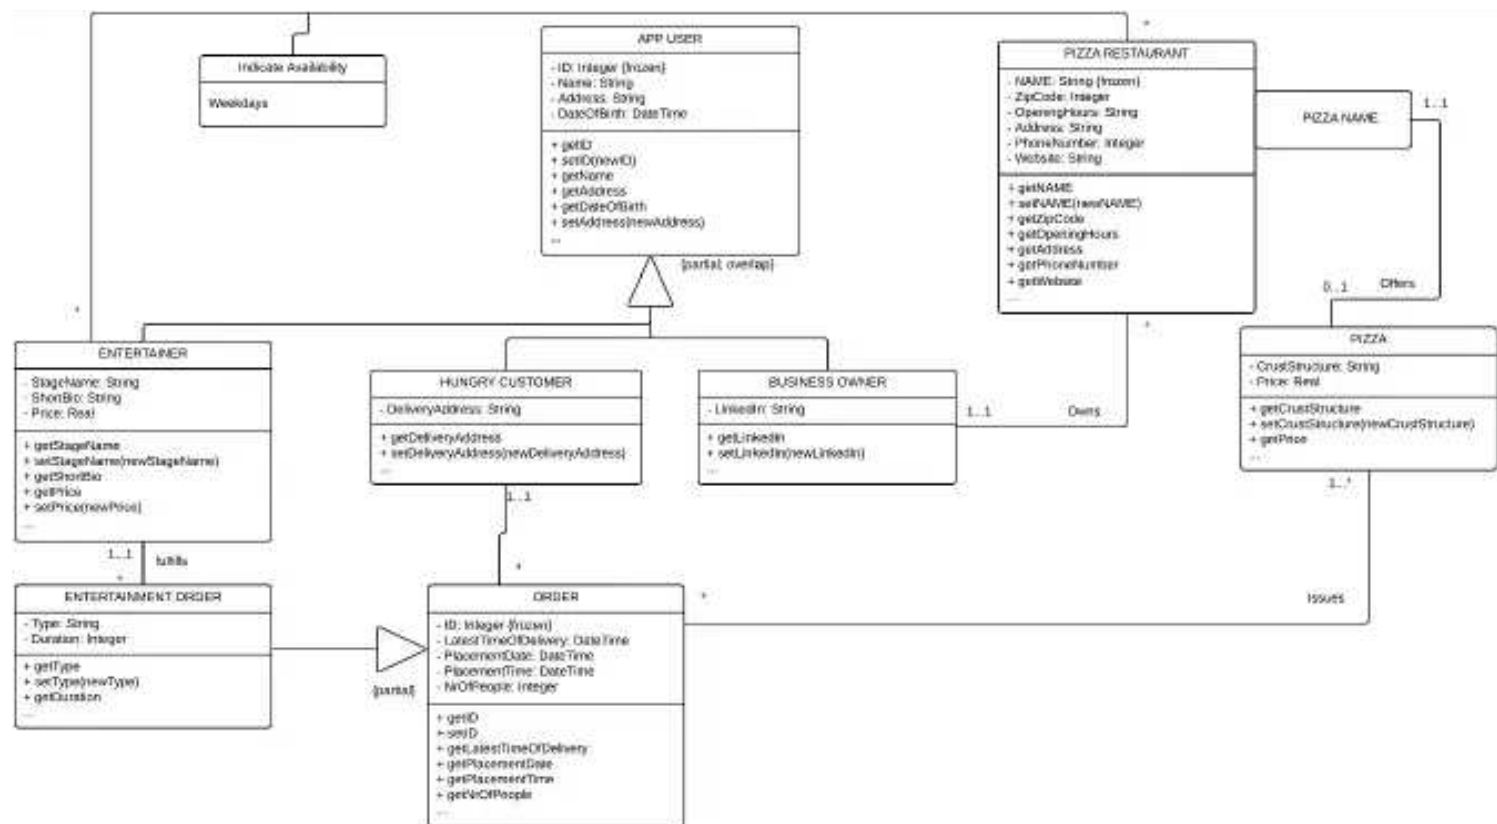 Indicate Availability
Weekdays
APP USER
- ID: Integer {frozen}
- Name: String
- Address: String
- DateOfBirth: DateTime
+ getID
+ setID(newID)
+ getName
+ getAddress
+ getDateOfBirth
+ setAddress(newAddress)
...
{partial, overlap}
*
PIZZA RESTAURANT
- NAME: String {frozen}
- ZipCode: Integer
- OpeningHours: String
- Address: String
- PhoneNumber: Integer
- Website: String
+ getNAME
+ setNAME(newNAME)
+ getZipCode
+ getOpeningHours
+ getAddress
+ getPhoneNumber
+ getWebsite
...
PIZZA NAME
1..1
0..1
Offers
*
ENTERTAINER
- StageName: String
- ShortBio: String
- Price: Real
+ getStageName
+ setStageName(newStageName)
+ getShortBio
+ getPrice
+ setPrice(newPrice)
...
HUNGRY CUSTOMER
- DeliveryAddress: String
+ getDeliveryAddress
+ setDeliveryAddress(newDeliveryAddress)
...
BUSINESS OWNER
- LinkedIn: String
+ getLinkedIn
+ setLinkedIn(newLinkedIn)
...
*
1..1
Owns
PIZZA
- CrustStructure: String
- Price: Real
+ getCrustStructure
+ setCrustStructure(newCrustStructure)
+ getPrice
...
1..*
1..1
1..1
fulfills
*
*
*
Issues
ENTERTAINMENT ORDER
- Type: String
- Duration: Integer
+ getType
+ setType(newType)
+ getDuration
...
{partial}
ORDER
- ID: Integer {frozen}
- LatestTimeOfDelivery: DateTime
- PlacementDate: DateTime
- PlacementTime: DateTime
- NrOfPeople: Integer
+ getID
+ setID
+ getLatestTimeOfDelivery
+ getPlacementDate
+ getPlacementTime
+ getNrOfPeople
...